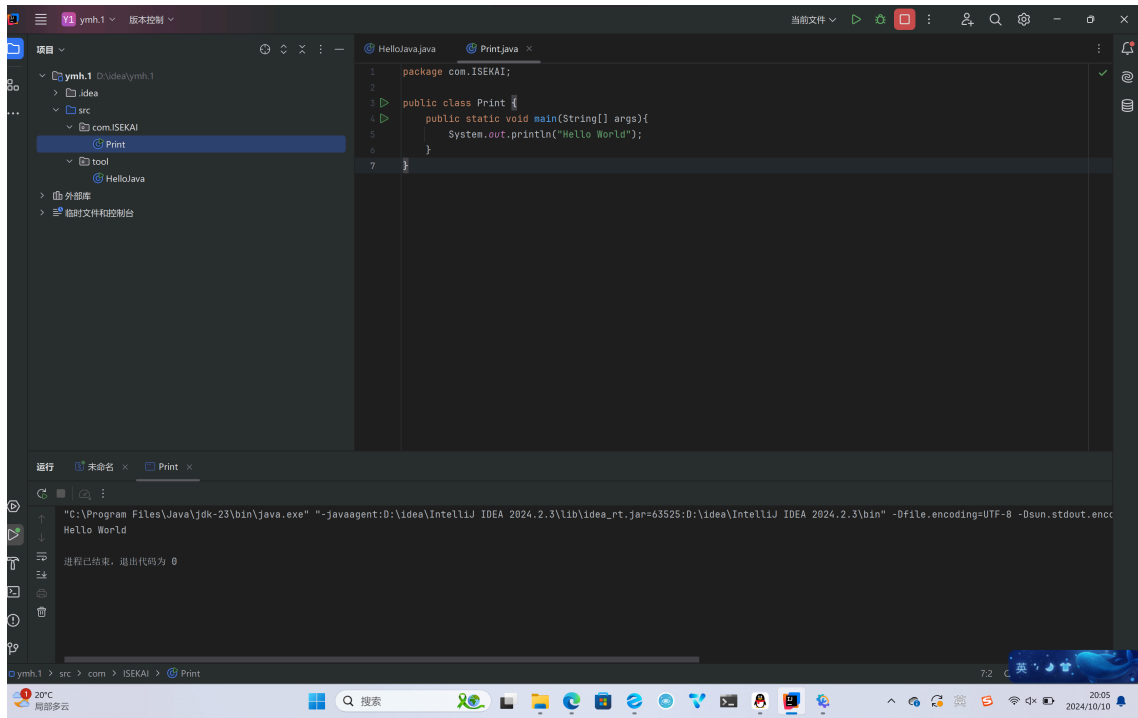 Y1 ymh.1 版本控制 当前文件
项目 HelloJava.java Print.java
ymh.1 D:\idea\ymh.1
.idea
src
com.ISEKAI
Print
tool
HelloJava
外部库
临时文件和控制台
1 package com.ISEKAI;
2
3 public class Print {
4 public static void main(String[] args){
5 System.out.println("Hello World");
6 }
7 }
运行 未命名 Print
"C:\Program Files\Java\jdk-23\bin\java.exe" "-javaagent:D:\idea\IntelliJ IDEA 2024.2.3\lib\idea_rt.jar=63525:D:\idea\IntelliJ IDEA 2024.2.3\bin" -Dfile.encoding=UTF-8 -Dsun.stdout.enc
Hello World
进程已结束，退出代码为 0
ymh.1 > src > com > ISEKAI > Print 7:2
英
1 20°C
局部多云
搜索
英
20:05
2024/10/10